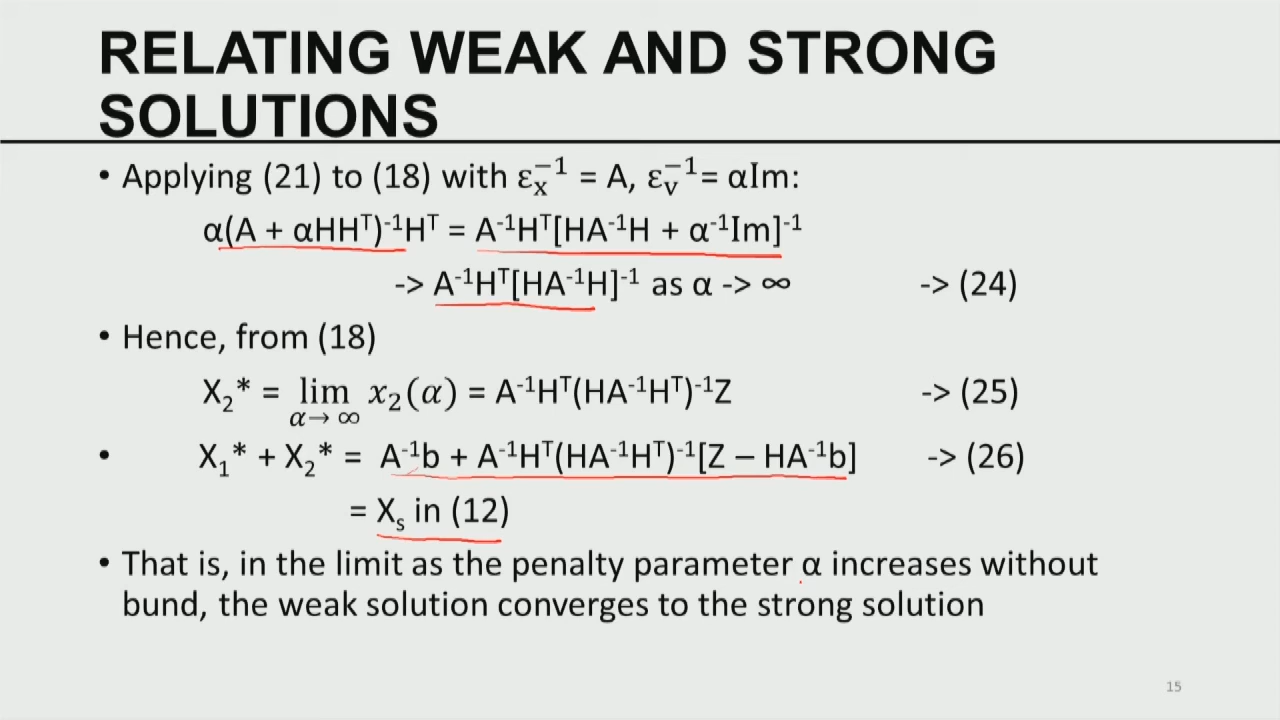 RELATING WEAK AND STRONG
SOLUTIONS
• Applying (21) to (18) with εₓ⁻¹ = A, εᵥ⁻¹= αIm:
α(A + αHHᵀ)⁻¹Hᵀ = A⁻¹Hᵀ[HA⁻¹H + α⁻¹Im]⁻¹
-> A⁻¹Hᵀ[HA⁻¹H]⁻¹ as α -> ∞ -> (24)
• Hence, from (18)
X₂* = lim α→ ∞ x₂(α) = A⁻¹Hᵀ(HA⁻¹Hᵀ)⁻¹Z -> (25)
• X₁* + X₂* = A⁻¹b + A⁻¹Hᵀ(HA⁻¹Hᵀ)⁻¹[Z – HA⁻¹b] -> (26)
= Xₛ in (12)
• That is, in the limit as the penalty parameter α increases without
bund, the weak solution converges to the strong solution
15